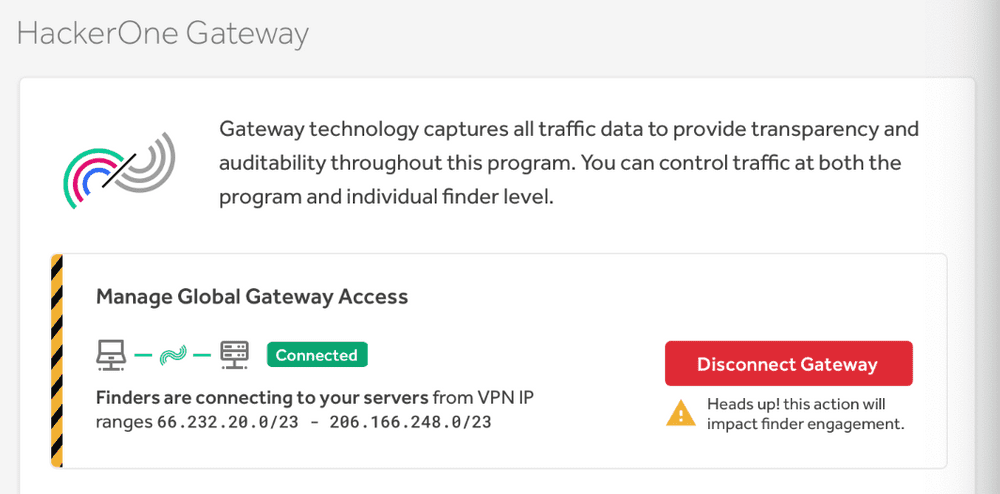 HackerOne Gateway
Gateway technology captures all traffic data to provide transparency and
auditability throughout this program. You can control traffic at both the
program and individual finder level.
Manage Global Gateway Access
Connected
Finders are connecting to your servers from VPN IP
ranges 66.232.20.0/23 - 206.166.248.0/23
Disconnect Gateway
Heads up! this action will
impact finder engagement.